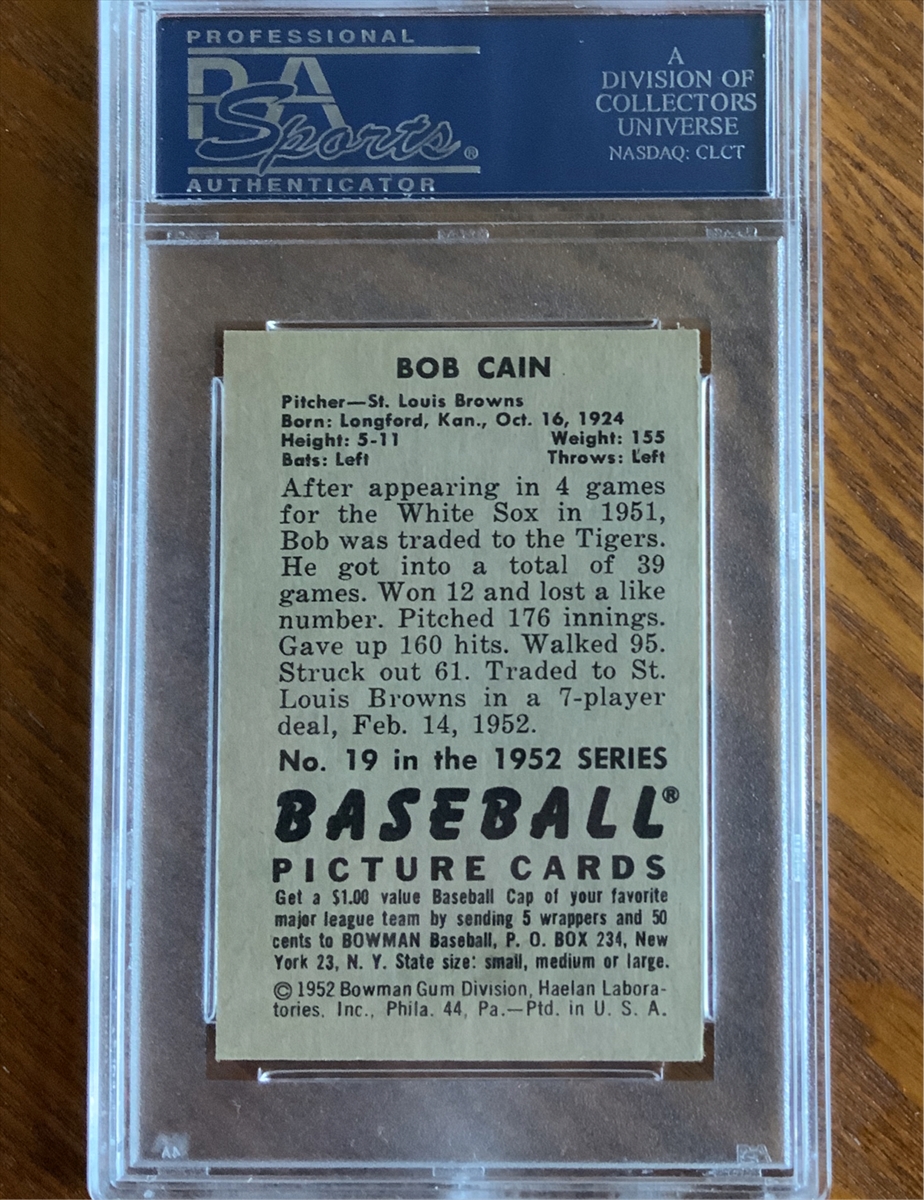 PROFESSIONAL
PSA
Sports®
AUTHENTICATOR
A
DIVISION OF
COLLECTORS
UNIVERSE
NASDAQ: CLCT
BOB CAIN
Pitcher—St. Louis Browns
Born: Longford, Kan., Oct. 16, 1924
Height: 5-11 Weight: 155
Bats: Left Throws: Left
After appearing in 4 games
for the White Sox in 1951,
Bob was traded to the Tigers.
He got into a total of 39
games. Won 12 and lost a like
number. Pitched 176 innings.
Gave up 160 hits. Walked 95.
Struck out 61. Traded to St.
Louis Browns in a 7-player
deal, Feb. 14, 1952.
No. 19 in the 1952 SERIES
BASEBALL®
PICTURE CARDS
Get a $1.00 value Baseball Cap of your favorite
major league team by sending 5 wrappers and 50
cents to BOWMAN Baseball, P. O. BOX 234, New
York 23, N. Y. State size: small, medium or large.
© 1952 Bowman Gum Division, Haelan Labora-
tories, Inc., Phila. 44, Pa.—Ptd. in U. S. A.